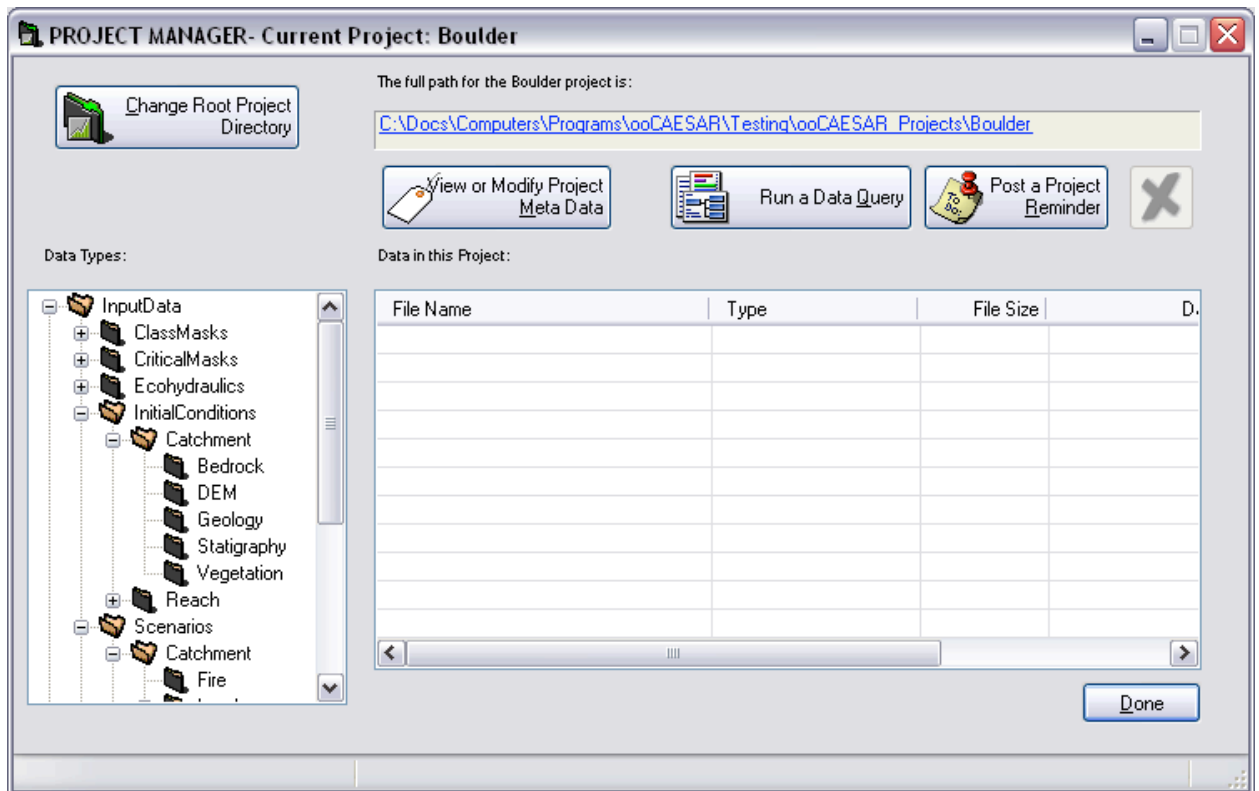 PROJECT MANAGER- Current Project: Boulder
Change Root Project
Directory
The full path for the Boulder project is:
C:\Docs\Computers\Programs\ooCAESAR\Testing\ooCAESAR_Projects\Boulder
View or Modify Project
Meta Data
Run a Data Query
Post a Project
Reminder
To
Do:
Data Types:
Data in this Project:
InputData
ClassMasks
CriticalMasks
Ecohydraulics
InitialConditions
Catchment
Bedrock
DEM
Geology
Statigraphy
Vegetation
Reach
Scenarios
Catchment
Fire
File Name
Type
File Size
Done